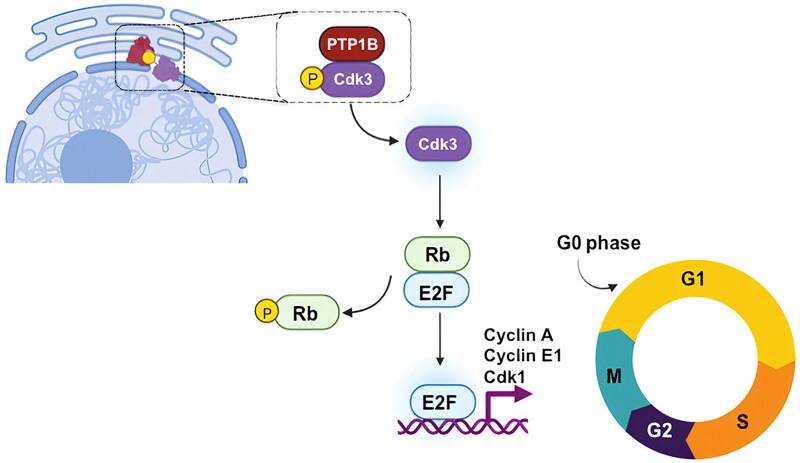 PTP1B
P
Cdk3
Cdk3
Rb
E2F
P
Rb
E2F
Cyclin A
Cyclin E1
Cdk1
G0 phase
G1
M
S
G2